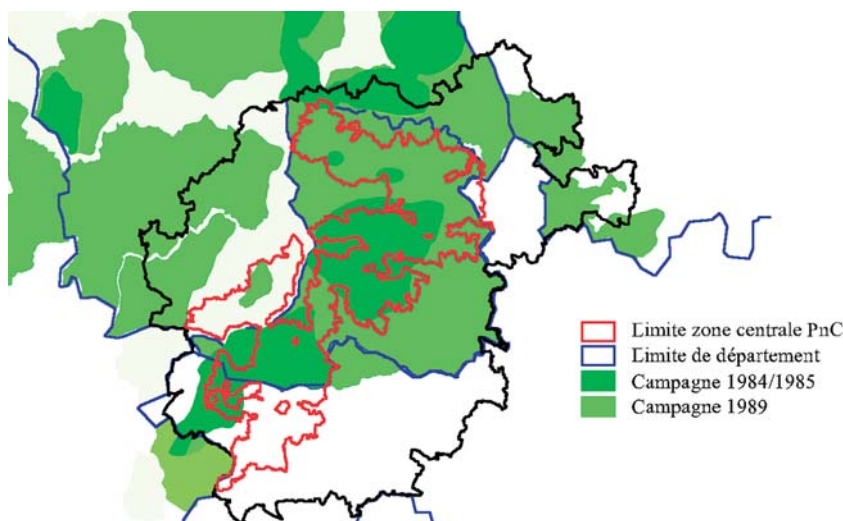 Limite zone centrale PnC
Limite de département
Campagne 1984/1985
Campagne 1989